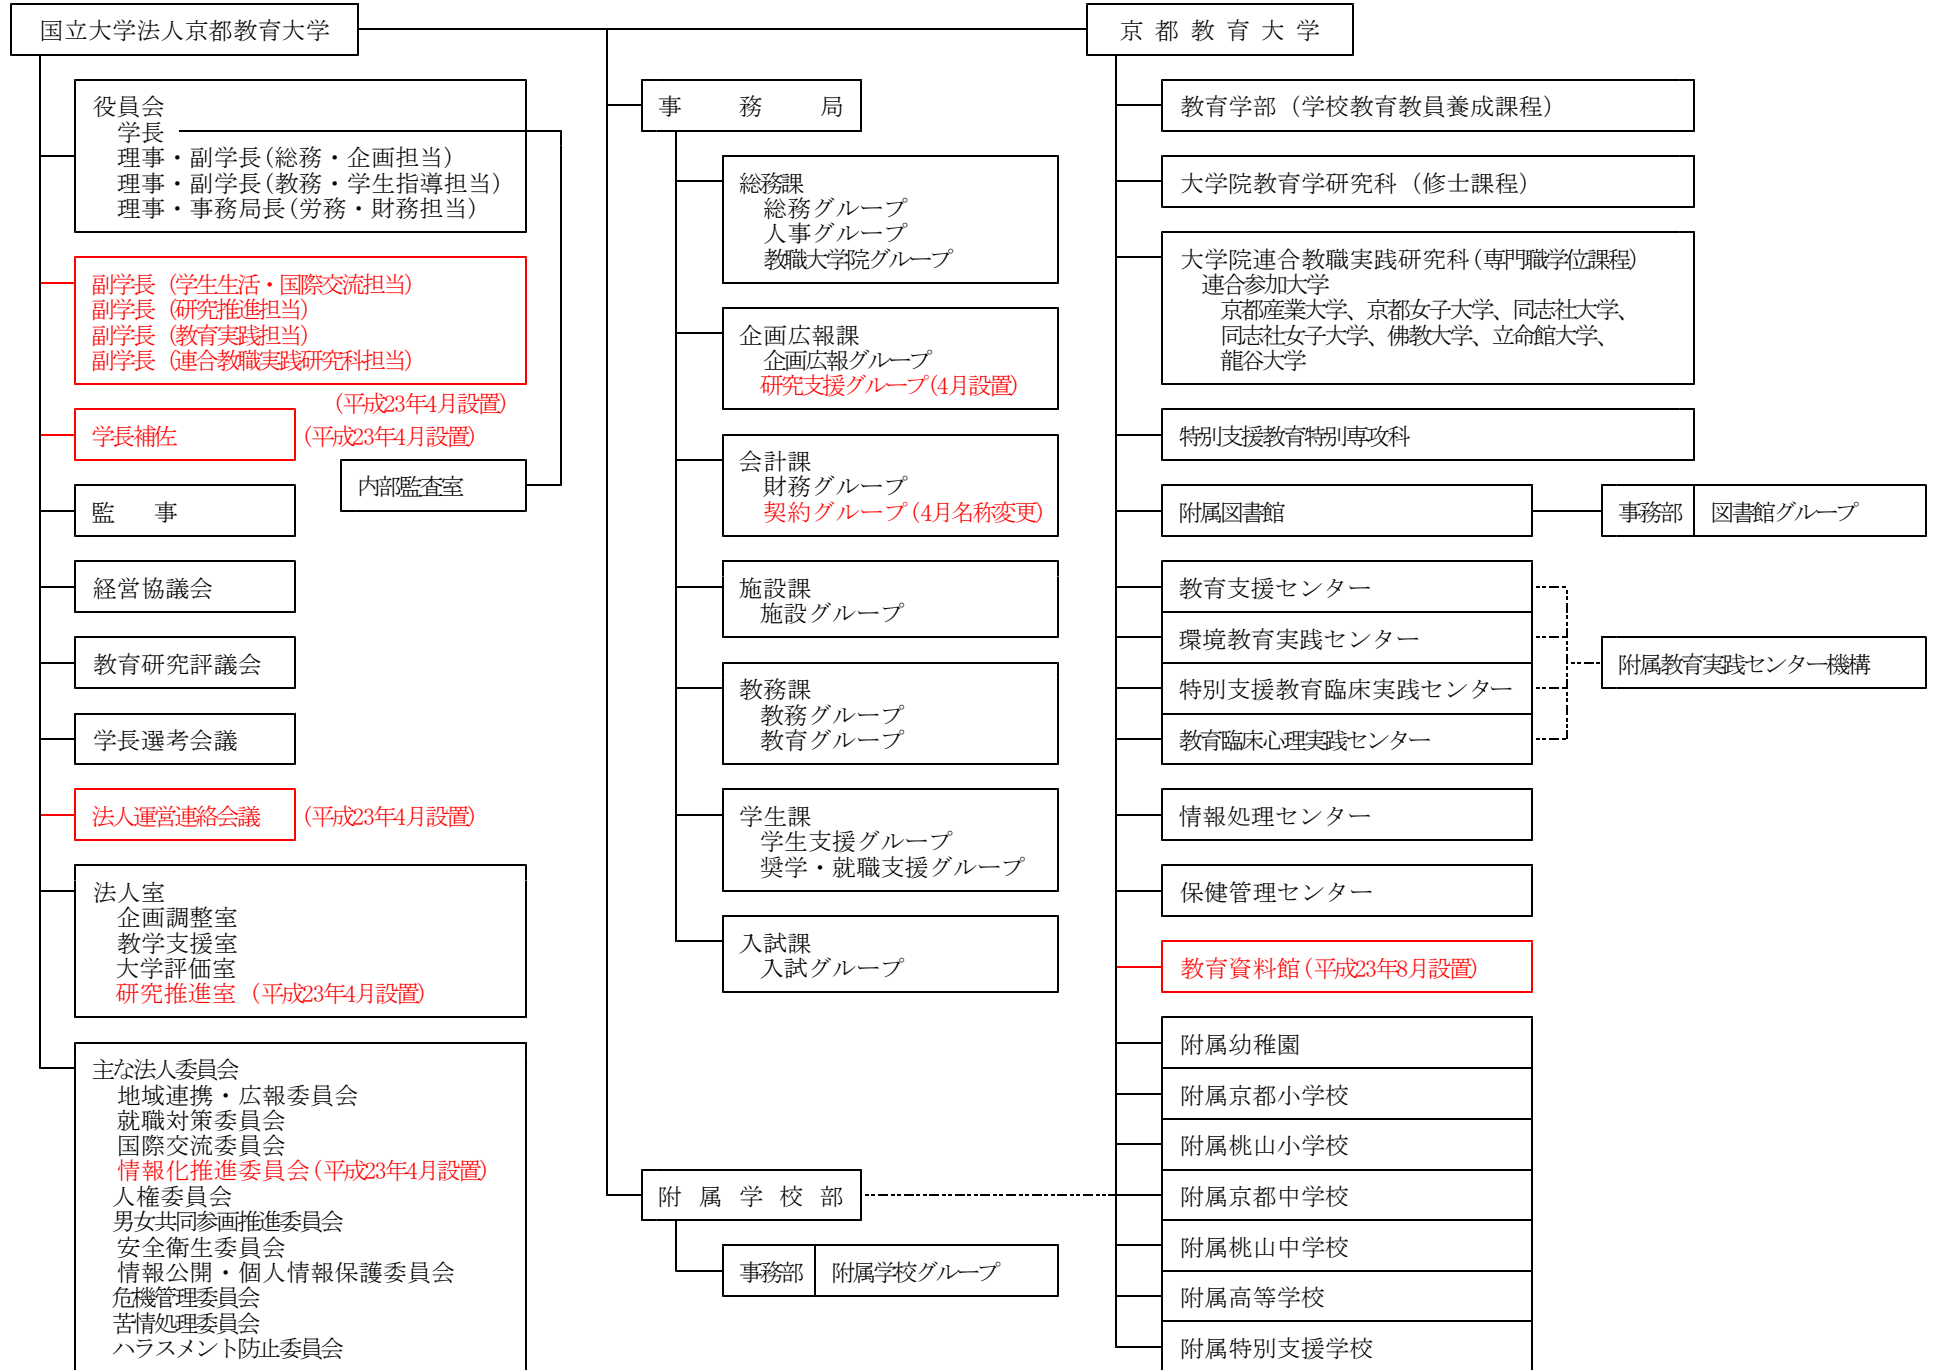 国立大学法人京都教育大学
役員会
学長
理事・副学長(総務・企画担当)
理事・副学長(教務・学生指導担当)
理事・事務局長(労務・財務担当)
副学長（学生生活・国際交流担当）
副学長（研究推進担当）
副学長（教育実践担当）
副学長（連合教職実践研究科担当）
（平成23年4月設置）
学長補佐
（平成23年4月設置）
内部監査室
監　事
経営協議会
教育研究評議会
学長選考会議
法人運営連絡会議
（平成23年4月設置）
法人室
企画調整室
教学支援室
大学評価室
研究推進室（平成23年4月設置）
主な法人委員会
地域連携・広報委員会
就職対策委員会
国際交流委員会
情報化推進委員会(平成23年4月設置)
人権委員会
男女共同参画推進委員会
安全衛生委員会
情報公開・個人情報保護委員会
危機管理委員会
苦情処理委員会
ハラスメント防止委員会
事　務　局
総務課
総務グループ
人事グループ
教職大学院グループ
企画広報課
企画広報グループ
研究支援グループ(4月設置)
会計課
財務グループ
契約グループ(4月名称変更)
施設課
施設グループ
教務課
教務グループ
教育グループ
学生課
学生支援グループ
奨学・就職支援グループ
入試課
入試グループ
附 属 学 校 部
事務部　附属学校グループ
京 都 教 育 大 学
教育学部（学校教育教員養成課程）
大学院教育学研究科（修士課程）
大学院連合教職実践研究科(専門職学位課程)
連合参加大学
京都産業大学、京都女子大学、同志社大学、
同志社女子大学、佛教大学、立命館大学、
龍谷大学
特別支援教育特別専攻科
附属図書館
事務部　図書館グループ
教育支援センター
環境教育実践センター
特別支援教育臨床実践センター
教育臨床心理実践センター
附属教育実践センター機構
情報処理センター
保健管理センター
教育資料館(平成23年8月設置)
附属幼稚園
附属京都小学校
附属桃山小学校
附属京都中学校
附属桃山中学校
附属高等学校
附属特別支援学校